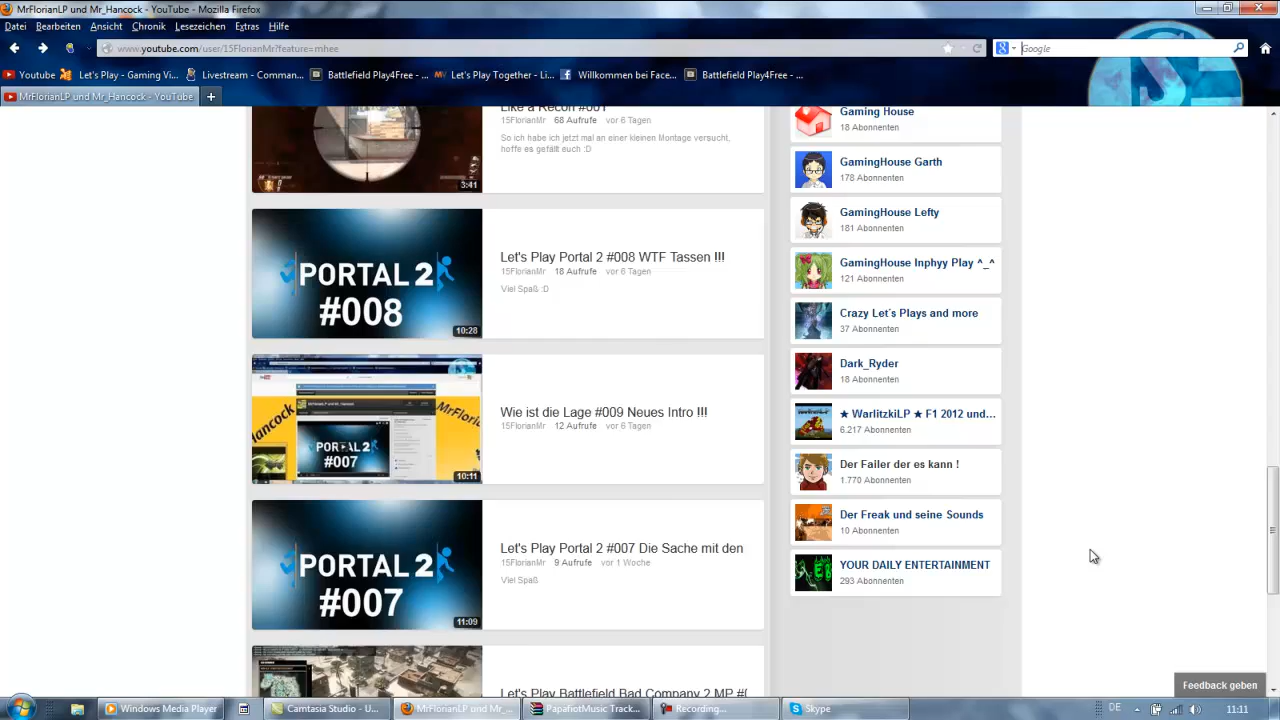 MrFlorianLP und Mr_Hancock - YouTube - Mozilla Firefox
Datei Bearbeiten Ansicht Chronik Lesezeichen Extras Hilfe
www.youtube.com/user/15FlorianMr?feature=mhee
Google
Youtube Let's Play - Gaming Vi... Livestream - Comman... Battlefield Play4Free - ... Let's Play Together - Li... Willkommen bei Face... Battlefield Play4Free - ...
MrFlorianLP und Mr_Hancock - YouTube
Like a Recon #001
15FlorianMr 68 Aufrufe vor 6 Tagen
So ich habe ich jetzt mal an einer kleinen Montage versucht,
hoffe es gefällt euch :D
3:41
PORTAL 2
#008
10:28
Let's Play Portal 2 #008 WTF Tassen !!!
15FlorianMr 18 Aufrufe vor 6 Tagen
Viel Spaß :D
Hancock
MrFlor
PORTAL 2
#007
10:11
Wie ist die Lage #009 Neues Intro !!!
15FlorianMr 12 Aufrufe vor 6 Tagen
PORTAL 2
#007
11:09
Let's Play Portal 2 #007 Die Sache mit den
15FlorianMr 9 Aufrufe vor 1 Woche
Viel Spaß
Let's Play Battlefield Bad Company 2 MP #(
Gaming House
18 Abonnenten
GamingHouse Garth
178 Abonnenten
GamingHouse Lefty
181 Abonnenten
GamingHouse Inphyy Play ^_^
121 Abonnenten
Crazy Let´s Plays and more
37 Abonnenten
Dark_Ryder
18 Abonnenten
★ WarlitzkiLP ★ F1 2012 und...
6.217 Abonnenten
Der Failer der es kann !
1.770 Abonnenten
Der Freak und seine Sounds
10 Abonnenten
YOUR DAILY ENTERTAINMENT
293 Abonnenten
Feedback geben
Windows Media Player Camtasia Studio - U... MrFlorianLP und Mr_... PapafiotMusic Track... Recording... Skype DE 11:11